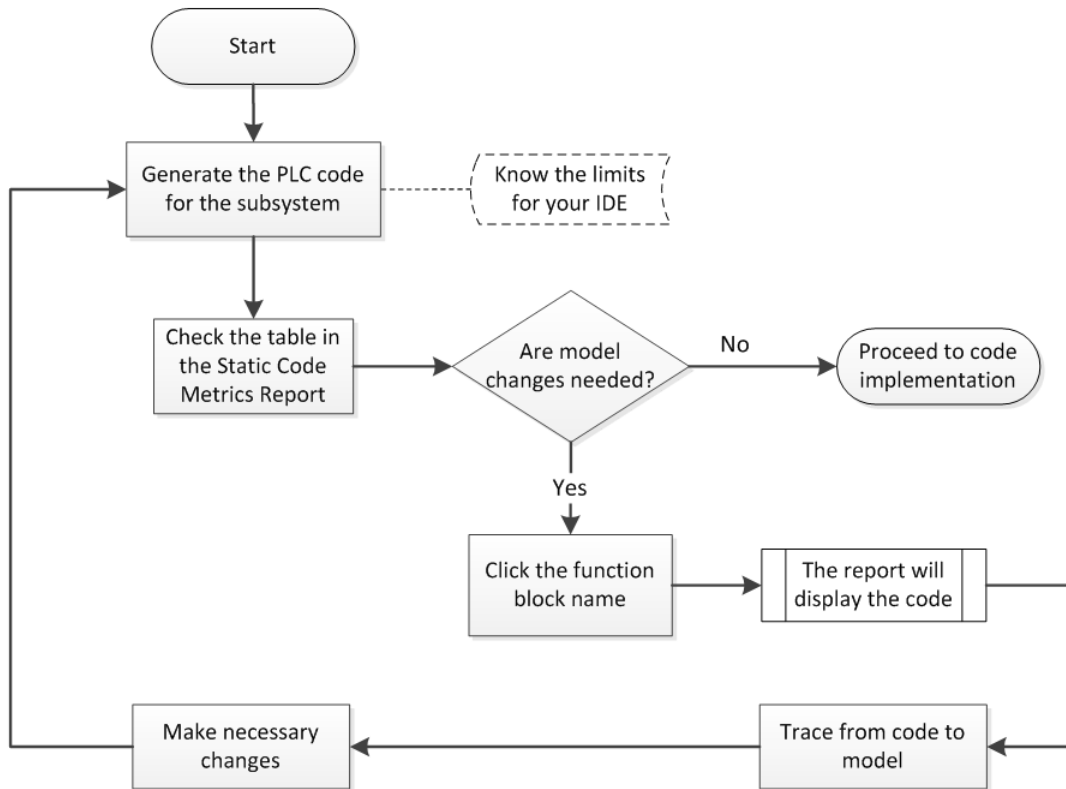 Start
Generate the PLC code
for the subsystem
Know the limits
for your IDE
Check the table in
the Static Code
Metrics Report
Are model
changes needed?
No
Proceed to code
implementation
Yes
Click the function
block name
The report will
display the code
Make necessary
changes
Trace from code to
model